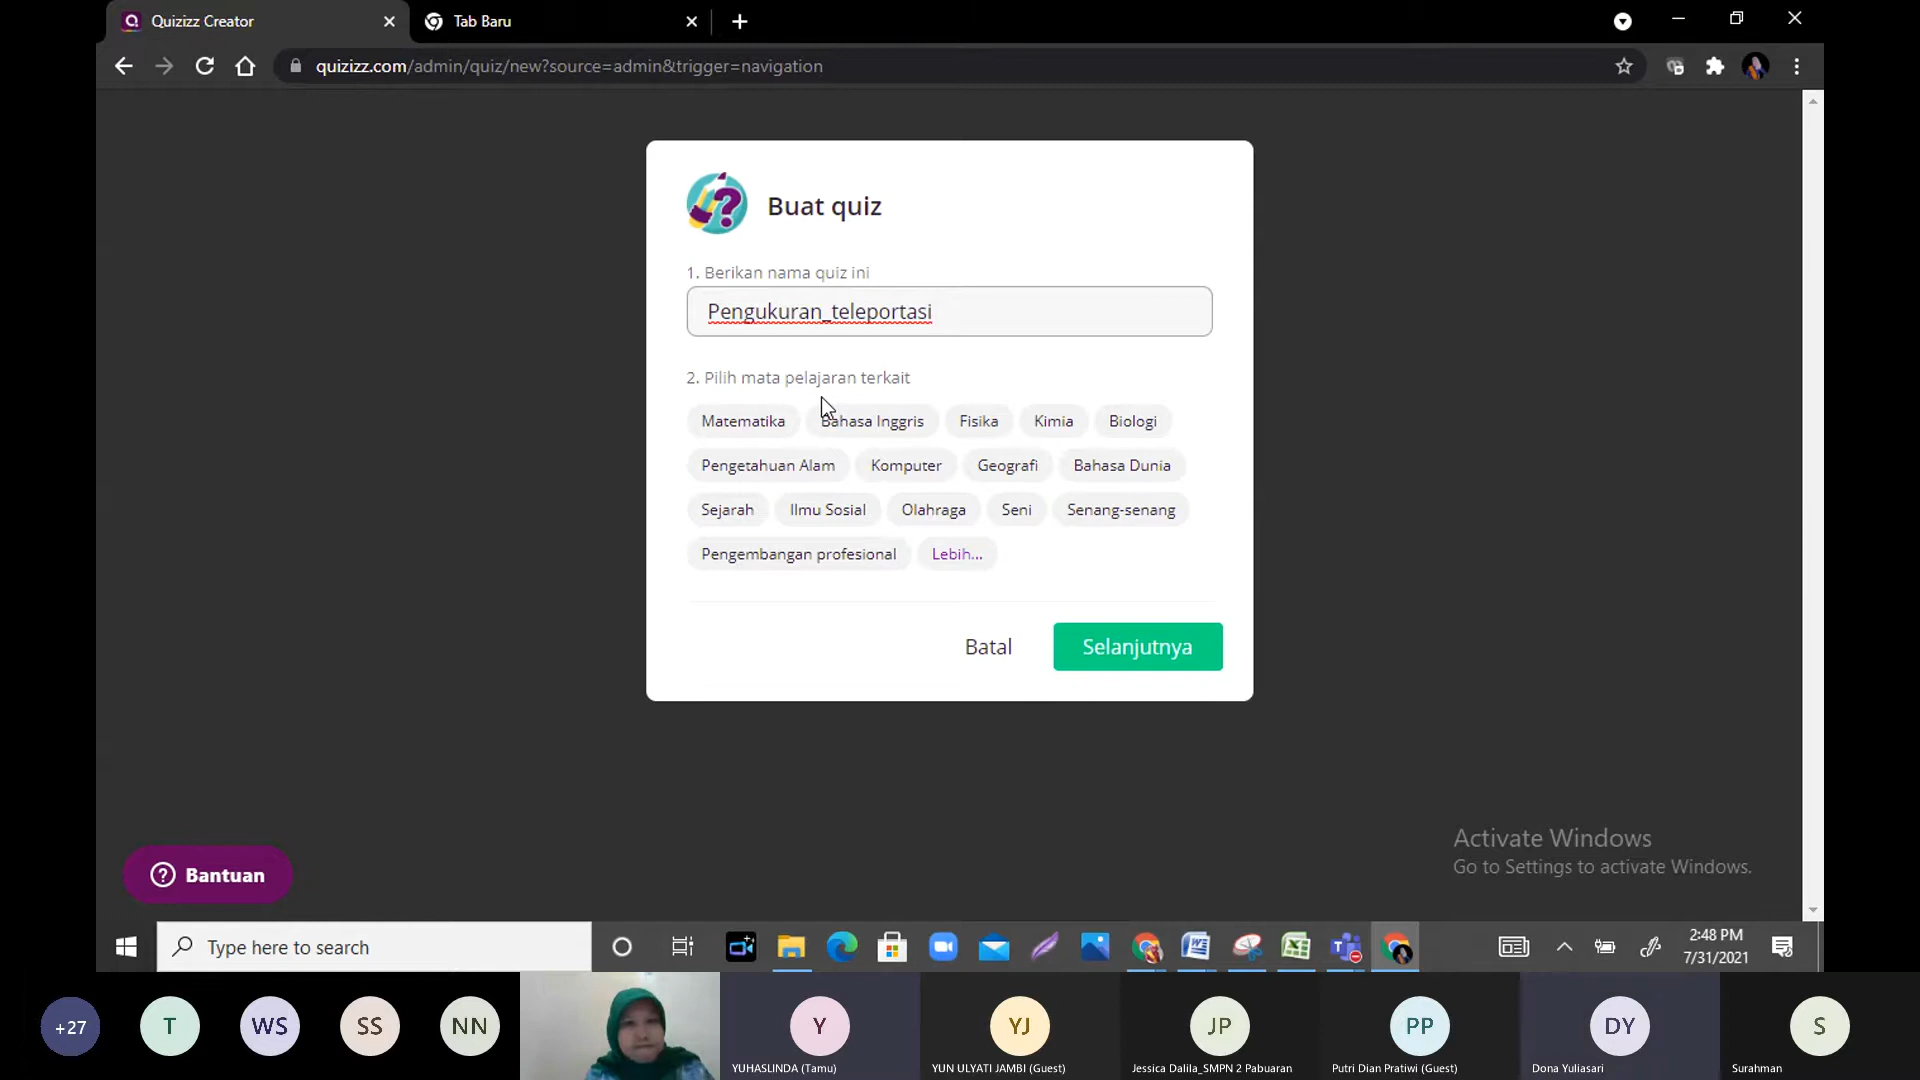 Quizizz Creator
Tab Baru
quizizz.com/admin/quiz/new?source=admin&trigger=navigation
Buat quiz
1. Berikan nama quiz ini
Pengukuran_teleportasi
2. Pilih mata pelajaran terkait
Matematika Bahasa Inggris Fisika Kimia Biologi
Pengetahuan Alam Komputer Geografi Bahasa Dunia
Sejarah Ilmu Sosial Olahraga Seni Senang-senang
Pengembangan profesional Lebih...
Batal Selanjutnya
Activate Windows
Go to Settings to activate Windows.
Bantuan
Type here to search
2:48 PM
7/31/2021
+27 T WS SS NN Y YJ JP PP DY S
YUHASLINDA (Tamu) YUN ULYATI JAMBI (Guest) Jessica Dalila_SMPN 2 Pabuaran Putri Dian Pratiwi (Guest) Dona Yuliasari Surahman